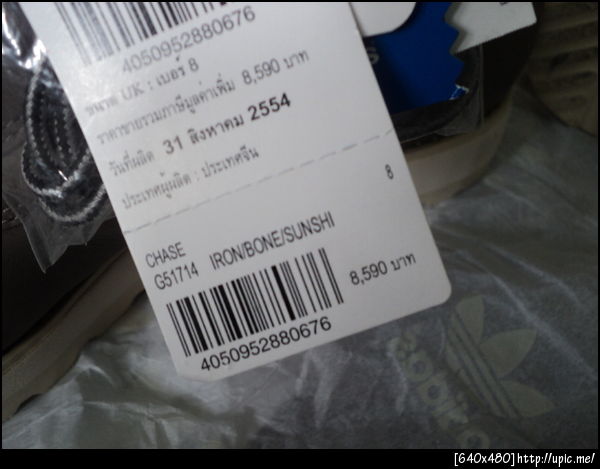 4050952880676
ขนาด UK : เบอร์ 8
ราคาขายรวมภาษีมูลค่าเพิ่ม 8,590 บาท
วันที่ผลิต 31 สิงหาคม 2554
ประเทศผู้ผลิต : ประเทศจีน
8
CHASE
G51714 IRON/BONE/SUNSHI
8,590 บาท
4050952880676
adidas
[640x480]http://upic.me/